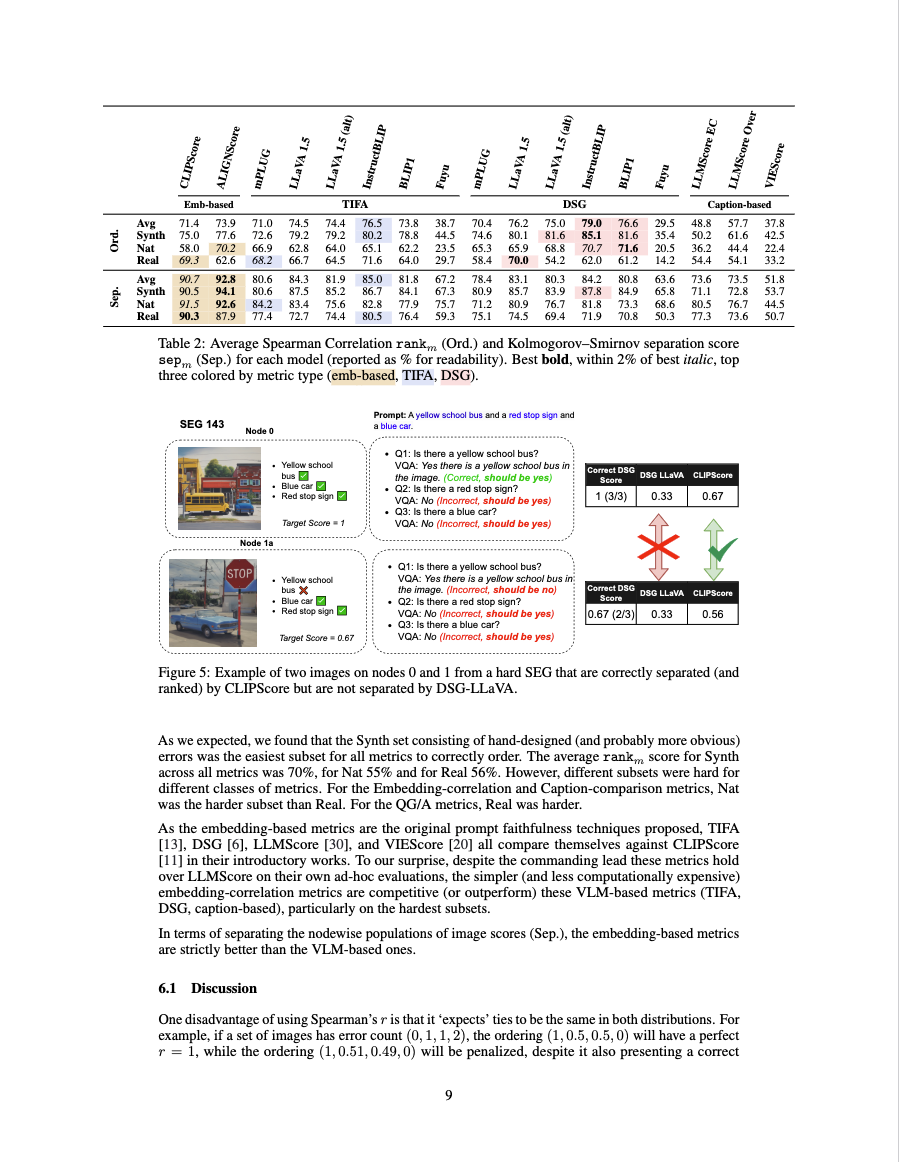 CLIPScore ALIGNScore mPLUG LLaVA 1.5 LLaVA 1.5 (alt) InstructBLIP BLIP1 Fuyu mPLUG LLaVA 1.5 LLaVA 1.5 (alt) InstructBLIP BLIP1 Fuyu LLMScore EC LLMScore Over VIEScore
Emb-based TIFA DSG Caption-based
Ord.
Avg 71.4 73.9 71.0 74.5 74.4 76.5 73.8 38.7 70.4 76.2 75.0 79.0 76.6 29.5 48.8 57.7 37.8
Synth 75.0 77.6 72.6 79.2 79.2 80.2 78.8 44.5 74.6 80.1 81.6 85.1 81.6 35.4 50.2 61.6 42.5
Nat 58.0 70.2 66.9 62.8 64.0 65.1 62.2 23.5 65.3 65.9 68.8 70.7 71.6 20.5 36.2 44.4 22.4
Real 69.3 62.6 68.2 66.7 64.5 71.6 64.0 29.7 58.4 70.0 54.2 62.0 61.2 14.2 54.4 54.1 33.2
Sep.
Avg 90.7 92.8 80.6 84.3 81.9 85.0 81.8 67.2 78.4 83.1 80.3 84.2 80.8 63.6 73.6 73.5 51.8
Synth 90.5 94.1 80.6 87.5 85.2 86.7 84.1 67.3 80.9 85.7 83.9 87.8 84.9 65.8 71.1 72.8 53.7
Nat 91.5 92.6 84.2 83.4 75.6 82.8 77.9 75.7 71.2 80.9 76.7 81.8 73.3 68.6 80.5 76.7 44.5
Real 90.3 87.9 77.4 72.7 74.4 80.5 76.4 59.3 75.1 74.5 69.4 71.9 70.8 50.3 77.3 73.6 50.7
Table 2: Average Spearman Correlation rankm (Ord.) and Kolmogorov–Smirnov separation score
sepm (Sep.) for each model (reported as % for readability). Best bold, within 2% of best italic, top
three colored by metric type (emb-based, TIFA, DSG).
SEG 143
Node 0
Yellow school
bus ✅
Blue car ✅
Red stop sign ✅
Target Score = 1
Node 1a
STOP
Yellow school
bus ❌
Blue car ✅
Red stop sign ✅
Target Score = 0.67
Prompt: A yellow school bus and a red stop sign and
a blue car.
• Q1: Is there a yellow school bus?
VQA: Yes there is a yellow school bus in
the image. (Correct, should be yes)
• Q2: Is there a red stop sign?
VQA: No (Incorrect, should be yes)
• Q3: Is there a blue car?
VQA: No (Incorrect, should be yes)
• Q1: Is there a yellow school bus?
VQA: Yes there is a yellow school bus in
the image. (Incorrect, should be no)
• Q2: Is there a red stop sign?
VQA: No (Incorrect, should be yes)
• Q3: Is there a blue car?
VQA: No (Incorrect, should be yes)
Correct DSG Score DSG LLaVA CLIPScore
1 (3/3) 0.33 0.67
Correct DSG Score DSG LLaVA CLIPScore
0.67 (2/3) 0.33 0.56
Figure 5: Example of two images on nodes 0 and 1 from a hard SEG that are correctly separated (and
ranked) by CLIPScore but are not separated by DSG-LLaVA.
As we expected, we found that the Synth set consisting of hand-designed (and probably more obvious)
errors was the easiest subset for all metrics to correctly order. The average rankm score for Synth
across all metrics was 70%, for Nat 55% and for Real 56%. However, different subsets were hard for
different classes of metrics. For the Embedding-correlation and Caption-comparison metrics, Nat
was the harder subset than Real. For the QG/A metrics, Real was harder.
As the embedding-based metrics are the original prompt faithfulness techniques proposed, TIFA
[13], DSG [6], LLMScore [30], and VIEScore [20] all compare themselves against CLIPScore
[11] in their introductory works. To our surprise, despite the commanding lead these metrics hold
over LLMScore on their own ad-hoc evaluations, the simpler (and less computationally expensive)
embedding-correlation metrics are competitive (or outperform) these VLM-based metrics (TIFA,
DSG, caption-based), particularly on the hardest subsets.
In terms of separating the nodewise populations of image scores (Sep.), the embedding-based metrics
are strictly better than the VLM-based ones.
6.1 Discussion
One disadvantage of using Spearman's r is that it ‘expects’ ties to be the same in both distributions. For
example, if a set of images has error count (0, 1, 1, 2), the ordering (1, 0.5, 0.5, 0) will have a perfect
r = 1, while the ordering (1, 0.51, 0.49, 0) will be penalized, despite it also presenting a correct
9